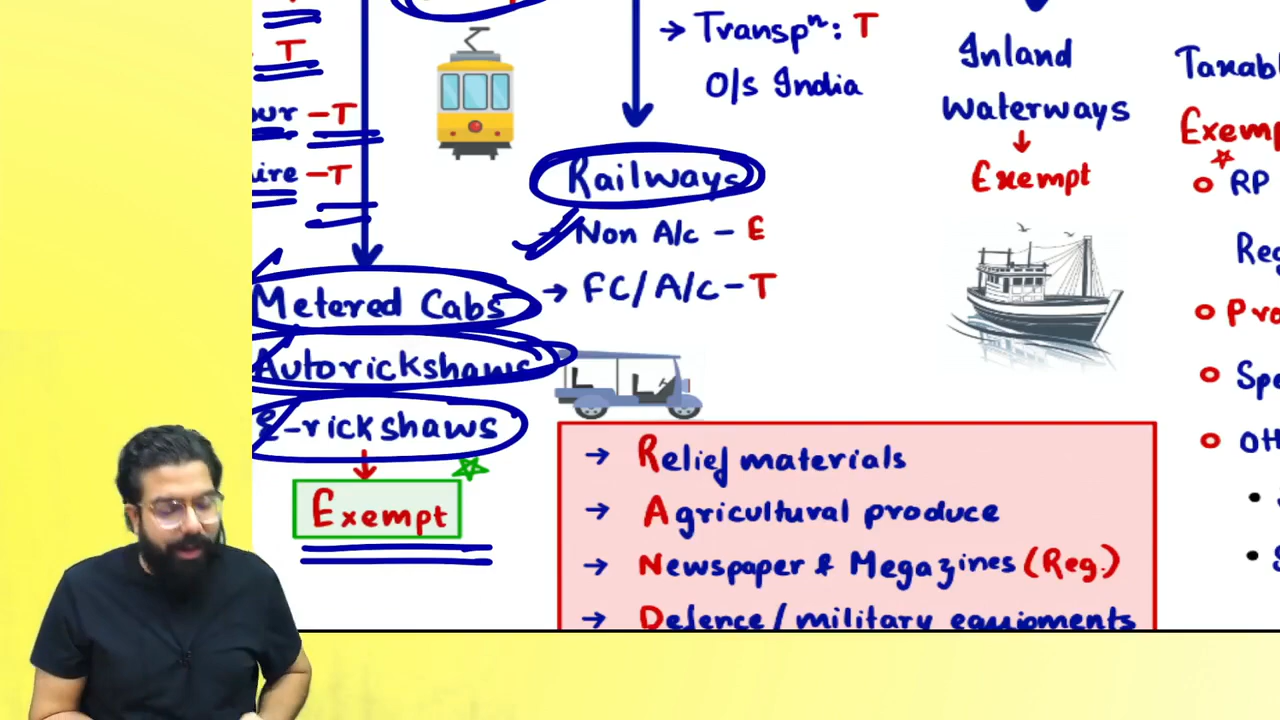 T
our – T
ire – T
Metered Cabs
Autorickshaws
E-rickshaws
Exempt
→ Transpⁿ: T
O/s India
Railways
→ Non A/c – E
→ FC/A/c – T
Inland
Waterways
Exempt
Taxabl
Exemp
RP
Reg
Pro
Spe
Ot
→ Relief materials
→ Agricultural produce
→ Newspaper & Megazines (Reg.)
→ Defence/military equipments